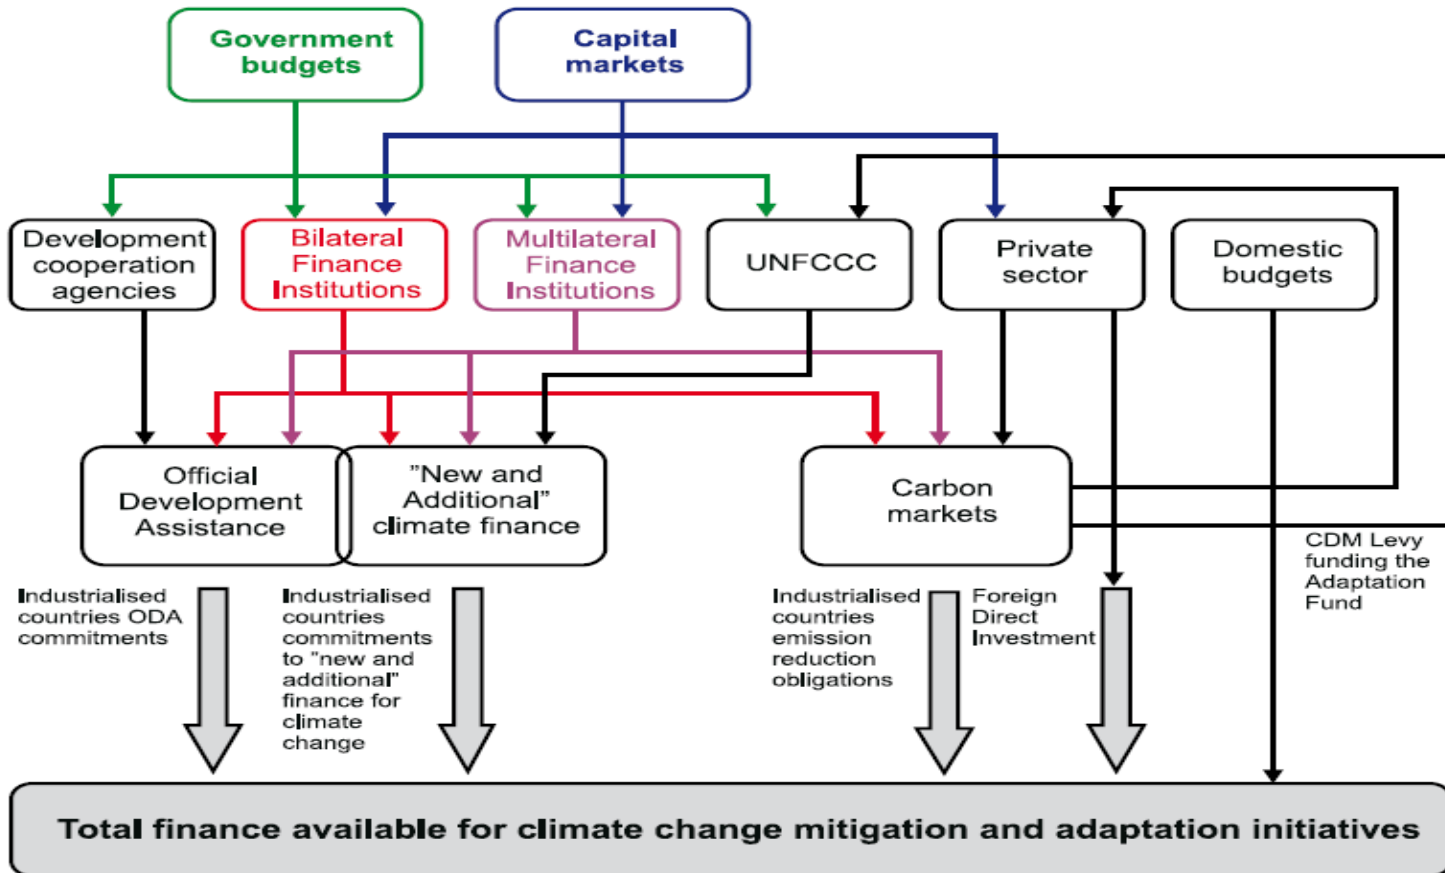 Government
budgets
Capital
markets
Development
cooperation
agencies
Bilateral
Finance
Institutions
Multilateral
Finance
Institutions
UNFCCC
Private
sector
Domestic
budgets
Official
Development
Assistance
"New and
Additional"
climate finance
Carbon
markets
Industrialised
countries ODA
commitments
Industrialised
countries
commitments
to "new and
additional"
finance for
climate
change
Industrialised
countries
emission
reduction
obligations
Foreign
Direct
Investment
CDM Levy
funding the
Adaptation
Fund
Total finance available for climate change mitigation and adaptation initiatives